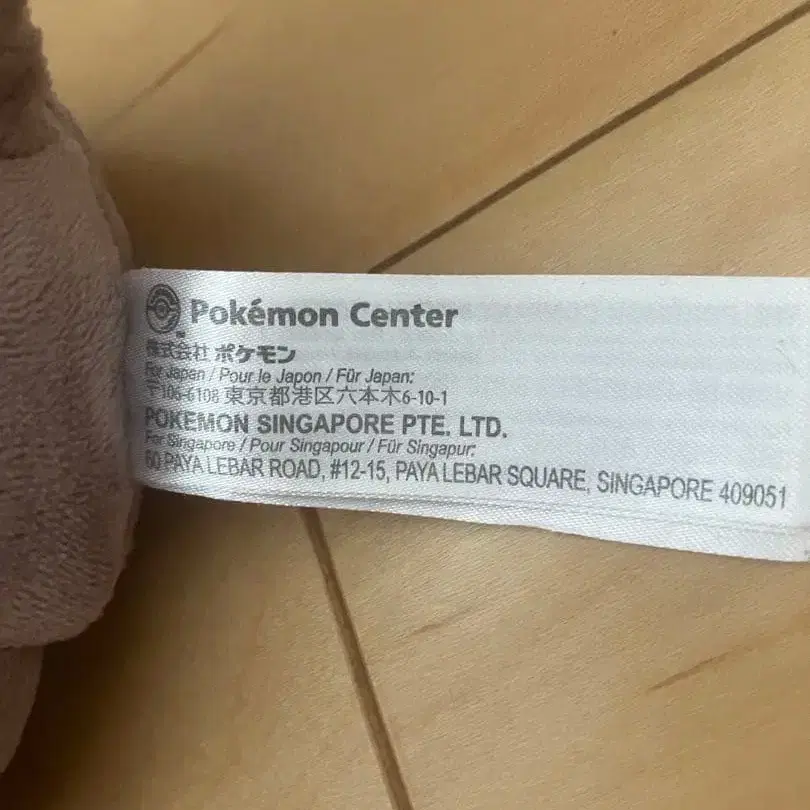 Pokémon Center
株式会社 ポケモン
For Japan / Pour le Japon / Für Japan:
〒106-6108 東京都港区六本木6-10-1
POKEMON SINGAPORE PTE. LTD.
For Singapore / Pour Singapour / Für Singapur:
60 PAYA LEBAR ROAD, #12-15, PAYA LEBAR SQUARE, SINGAPORE 409051